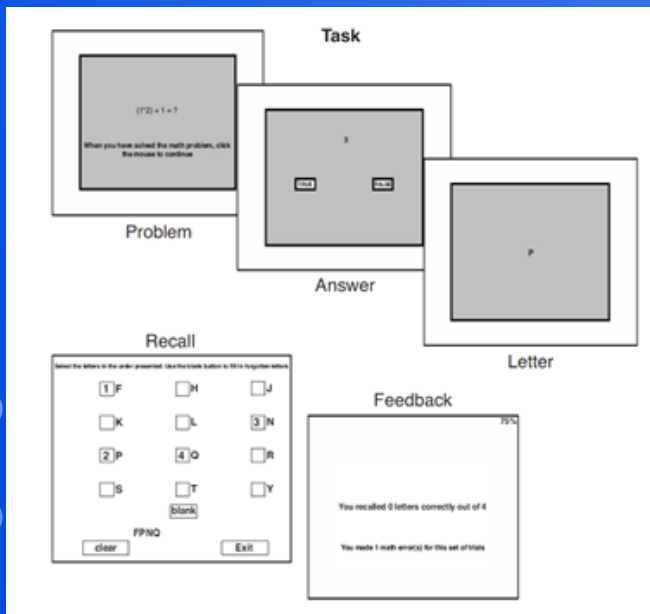 Task
(1*2) + 1 = ?
When you have solved the math problem, click
the mouse to continue
Problem
3
TRUE FALSE
Answer
P
Letter
Recall
Select the letters in the order presented. Use the blank button to fill in forgotten letters
1 F H J
K L 3 N
2 P 4 Q R
S T Y
blank
FPNQ
clear Exit
Feedback
75%
You recalled 0 letters correctly out of 4
You made 1 math error(s) for this set of trials